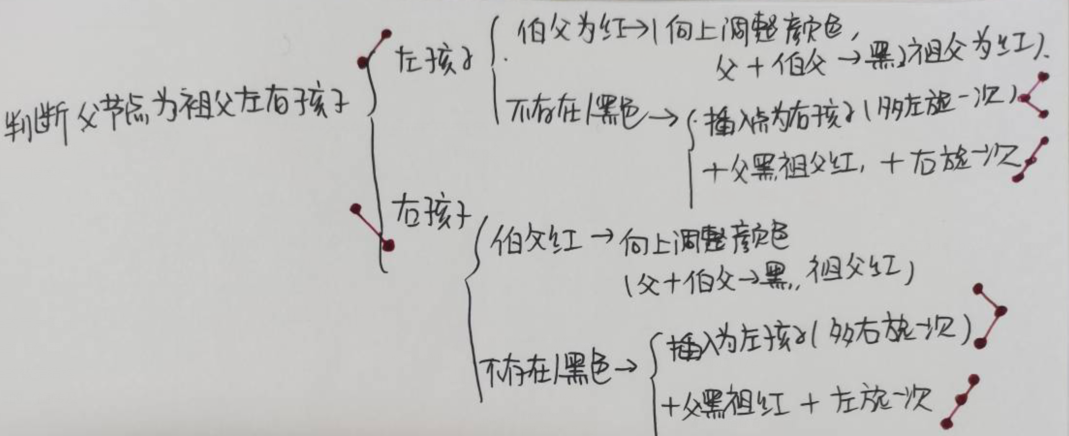 判断父节点为祖父左右孩子
左孩子
伯父为红→(向上调整颜色,
父+伯父→黑,祖父为红).
不存在/黑色→
插入点为右孩子(多左旋一次)
+父黑祖父红, +右旋一次
右孩子
伯父红→向上调整颜色
(父+伯父→黑,祖父红)
不存在/黑色→
插入为左孩子(多右旋一次)
+父黑祖红+左旋一次